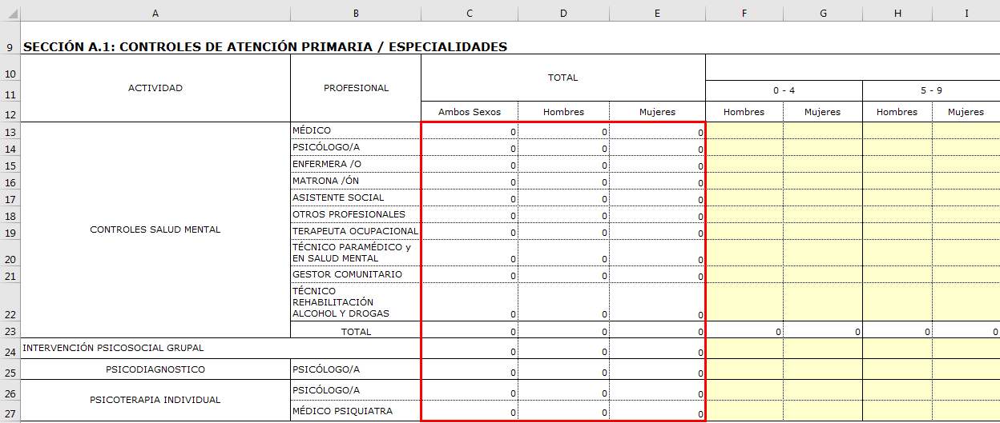 A B C D E F G H I
9 SECCIÓN A.1: CONTROLES DE ATENCIÓN PRIMARIA / ESPECIALIDADES
10 ACTIVIDAD PROFESIONAL TOTAL
11 0 - 4 5 - 9
12 Ambos Sexos Hombres Mujeres Hombres Mujeres Hombres Mujeres
13 MÉDICO 0 0 0
14 PSICÓLOGO/A 0 0 0
15 ENFERMERA /O 0 0 0
16 MATRONA /ÓN 0 0 0
17 ASISTENTE SOCIAL 0 0 0
18 OTROS PROFESIONALES 0 0 0
CONTROLES SALUD MENTAL
19 TERAPEUTA OCUPACIONAL 0 0 0
TÉCNICO PARAMÉDICO y
20 EN SALUD MENTAL 0 0 0
21 GESTOR COMUNITARIO 0 0 0
TÉCNICO
REHABILITACIÓN
22 ALCOHOL Y DROGAS 0 0 0
23 TOTAL 0 0 0 0 0 0 0
24 INTERVENCIÓN PSICOSOCIAL GRUPAL 0 0 0
25 PSICODIAGNOSTICO PSICÓLOGO/A 0 0 0
26 PSICOTERAPIA INDIVIDUAL PSICÓLOGO/A 0 0 0
27 MÉDICO PSIQUIATRA 0 0 0